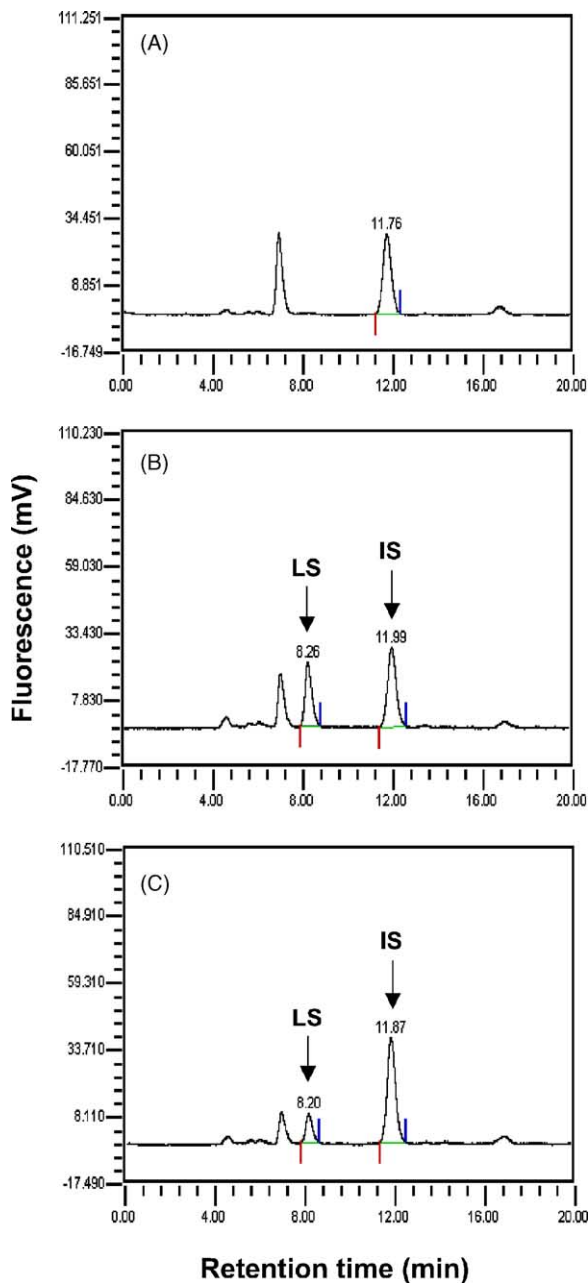 111.251
(A)
85.651
60.051
34.451
11.76
8.851
-16.749
0.00 4.00 8.00 12.00 16.00 20.00
110.230
(B)
84.630
59.030
LS IS
33.430
8.26 11.99
7.830
-17.770
0.00 4.00 8.00 12.00 16.00 20.00
Fluorescence (mV)
110.510
(C)
84.910
IS
59.310
LS
11.87
33.710
8.20
8.110
-17.490
0.00 4.00 8.00 12.00 16.00 20.00
Retention time (min)